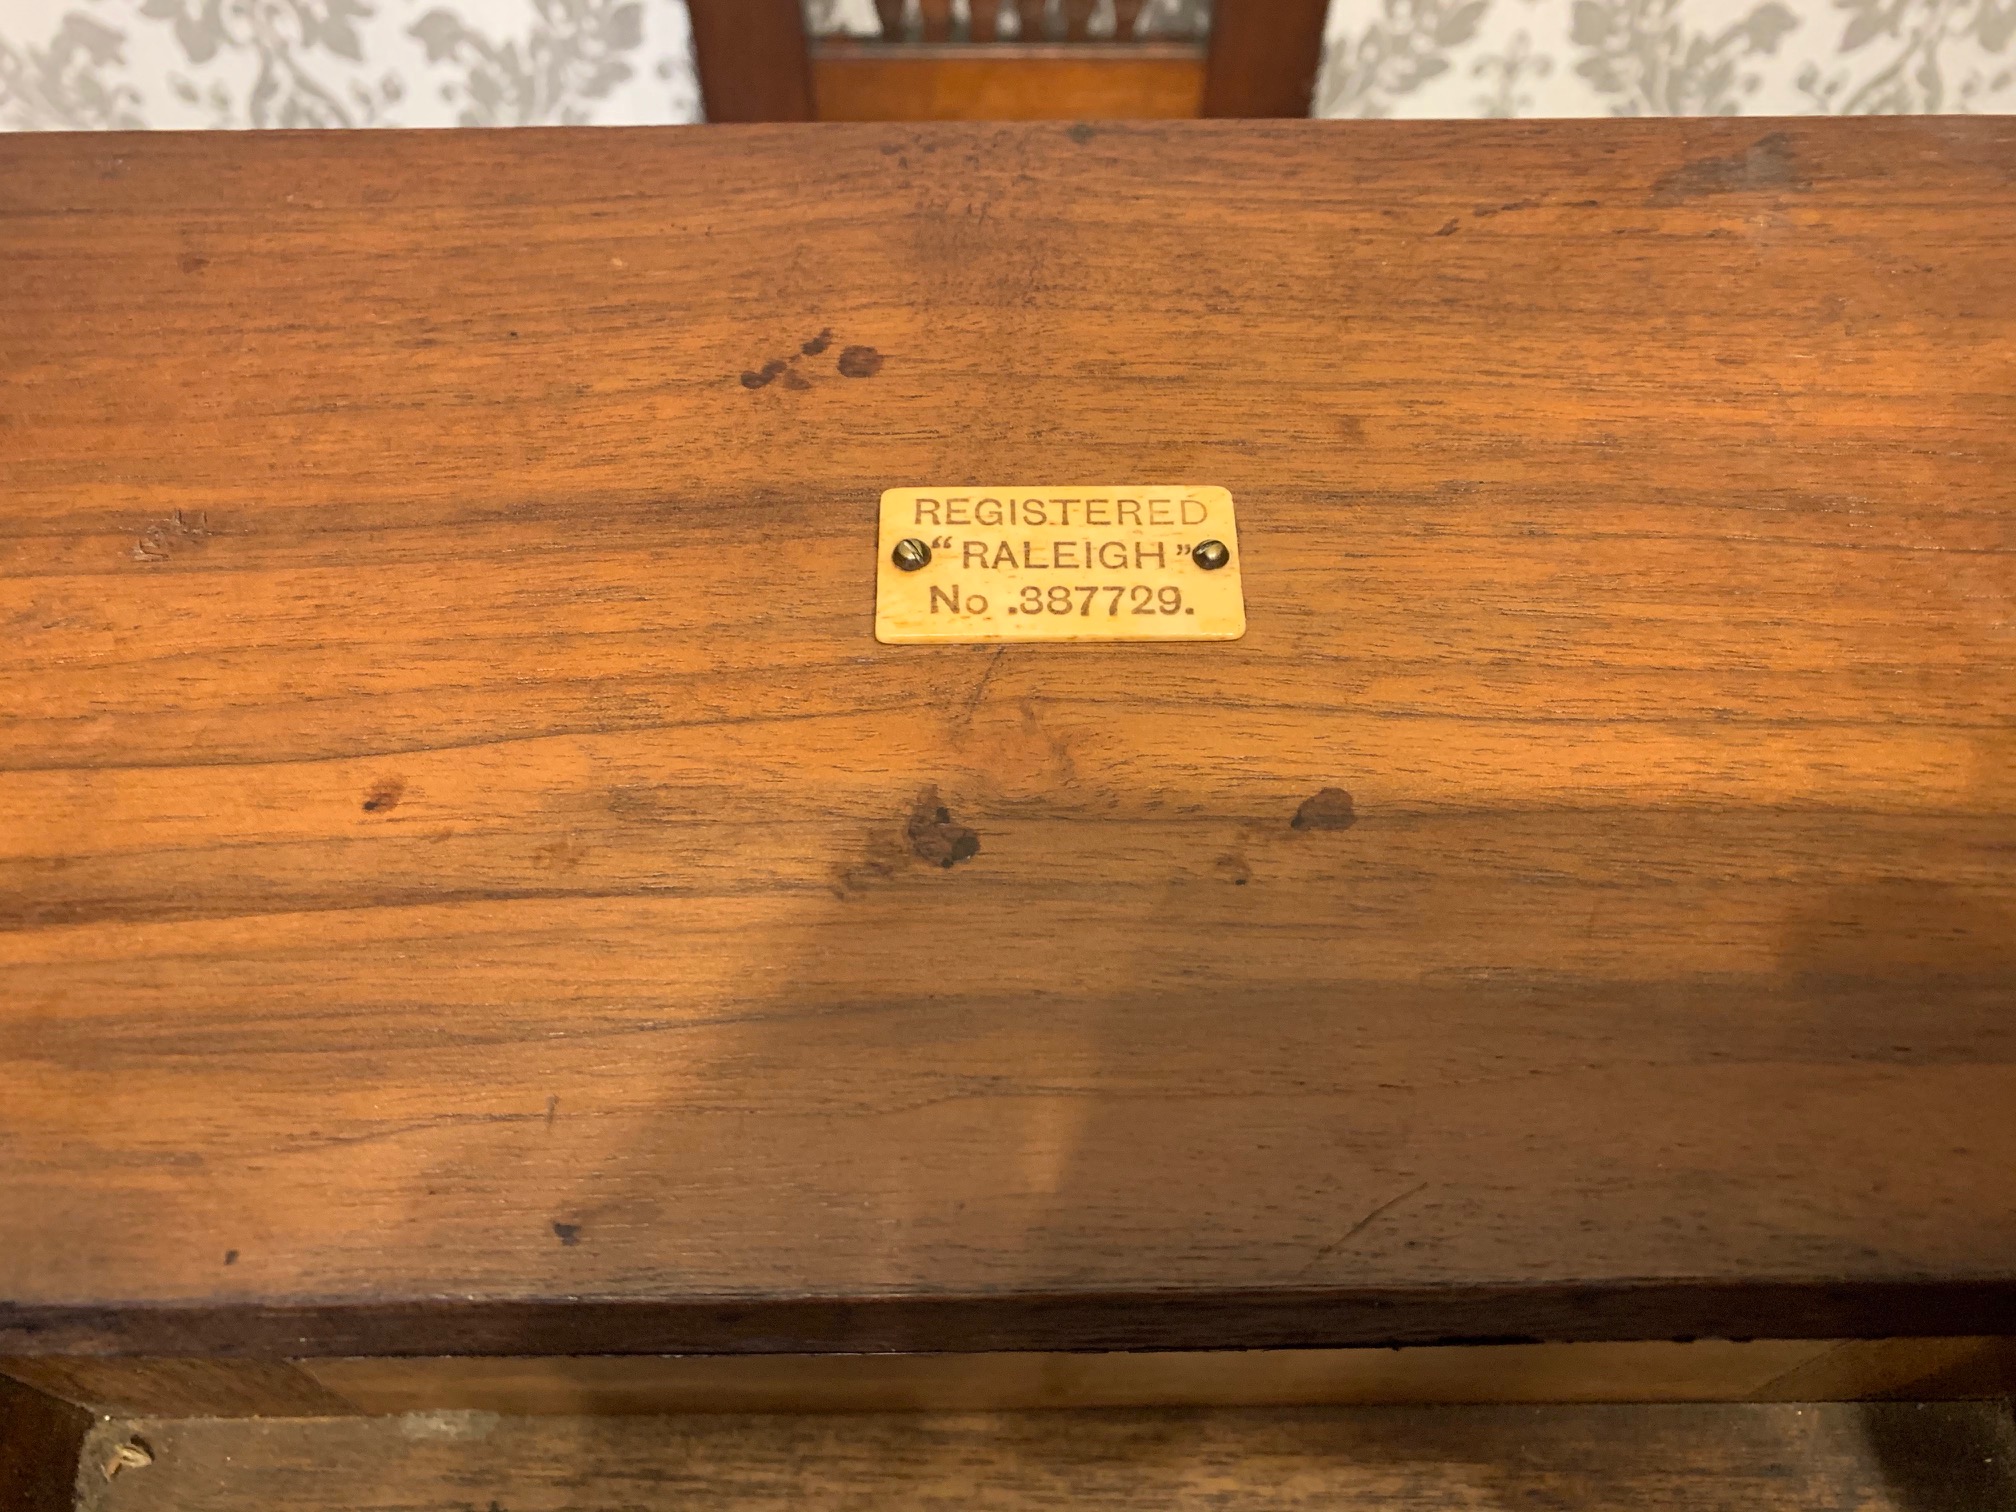 REGISTERED
“RALEIGH”
No .387729.